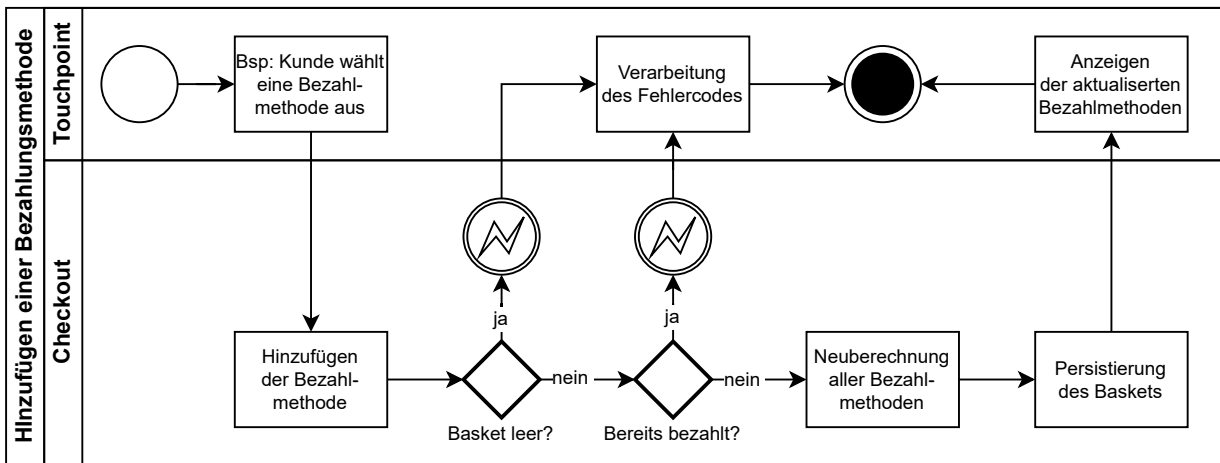 HInzufügen einer Bezahlungsmethode
Touchpoint
Bsp: Kunde wählt
eine Bezahl-
methode aus
Verarbeitung
des Fehlercodes
Anzeigen
der aktualiserten
Bezahlmethoden
Checkout
Hinzufügen
der Bezahl-
methode
ja
nein
Basket leer?
ja
nein
Bereits bezahlt?
Neuberechnung
aller Bezahl-
methoden
Persistierung
des Baskets